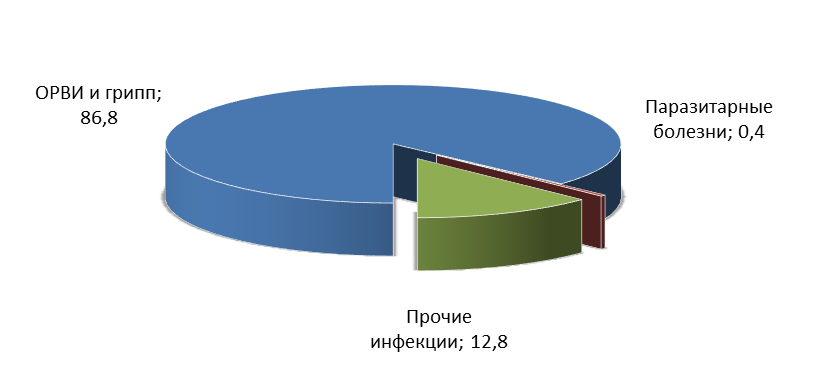 ОРВИ и грипп;
86,8
Паразитарные
болезни; 0,4
Прочие
инфекции; 12,8